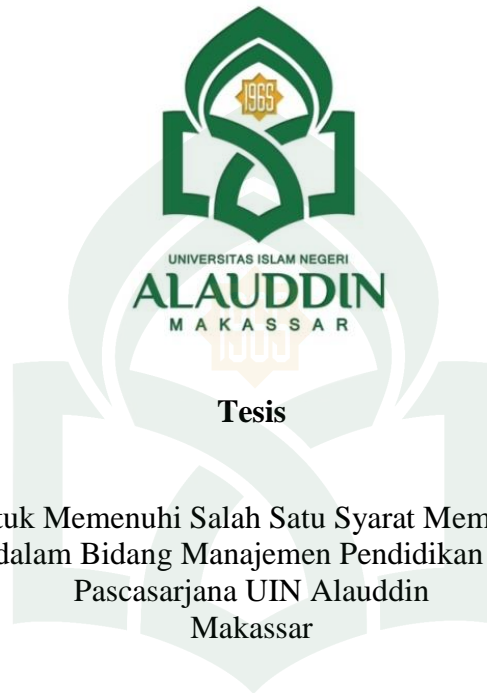 1965
UNIVERSITAS ISLAM NEGERI
ALAUDDIN
MAKASSAR
1965
Tesis
Memenuhi Salah Satu Syarat
dalam Bidang Manajemen Pendidikan
Pascasarjana UIN Alauddin
Makassar